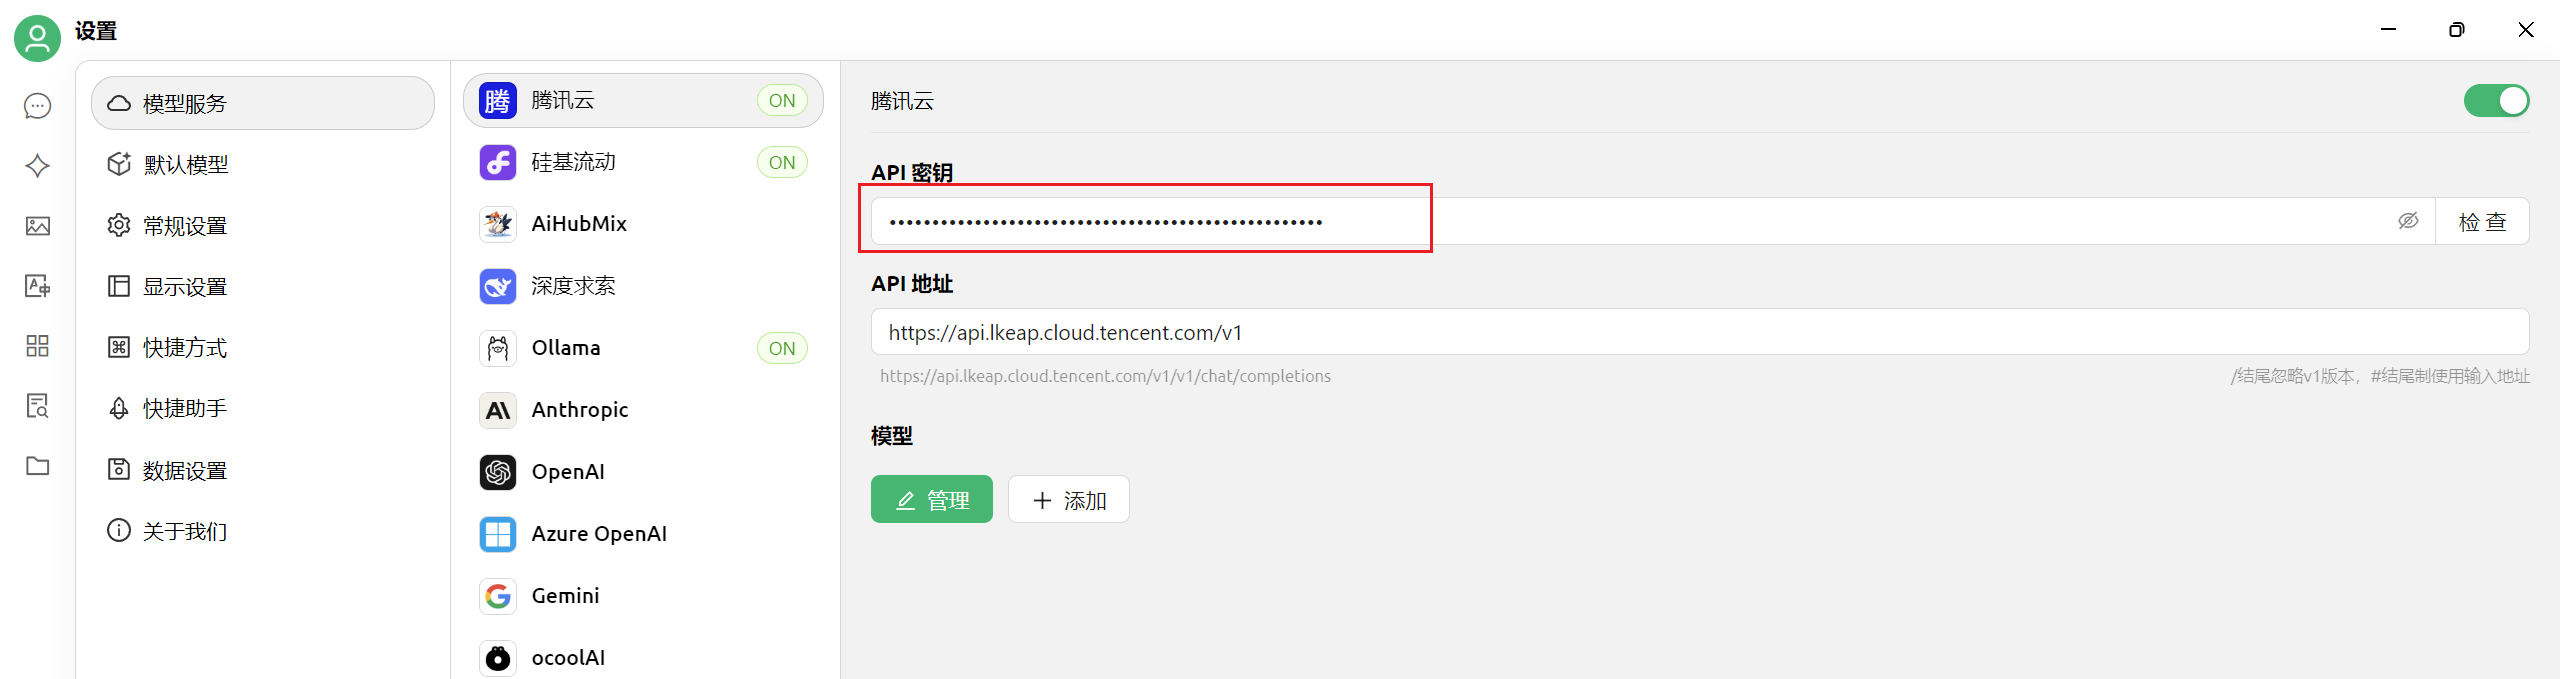 设置
模型服务
默认模型
常规设置
显示设置
快捷方式
快捷助手
数据设置
关于我们
腾 腾讯云 ON
硅基流动 ON
AiHubMix
深度求索
Ollama ON
Anthropic
OpenAI
Azure OpenAI
Gemini
ocoolAI
腾讯云
API 密钥
••••••••••••••••••••••••••••••••••••••••••••••••••• 检 查
API 地址
https://api.lkeap.cloud.tencent.com/v1
https://api.lkeap.cloud.tencent.com/v1/v1/chat/completions /结尾忽略v1版本，#结尾制使用输入地址
模型
管理 添加